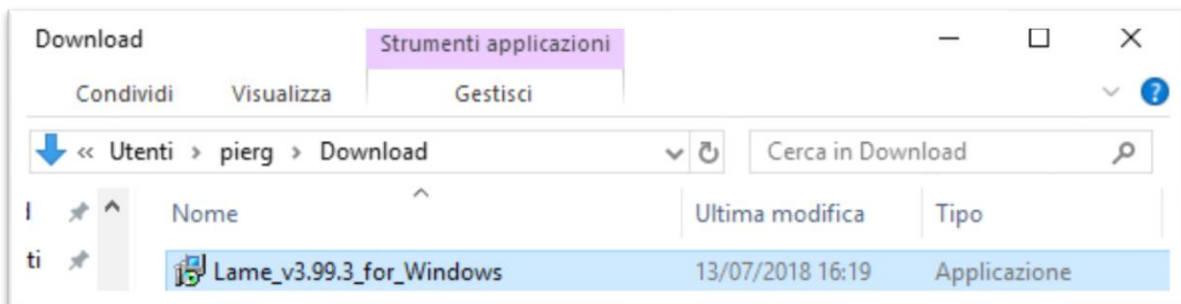 Download Strumenti applicazioni
Condividi Visualizza Gestisci
« Utenti > pierg > Download Cerca in Download
Nome Ultima modifica Tipo
ti Lame_v3.99.3_for_Windows 13/07/2018 16:19 Applicazione